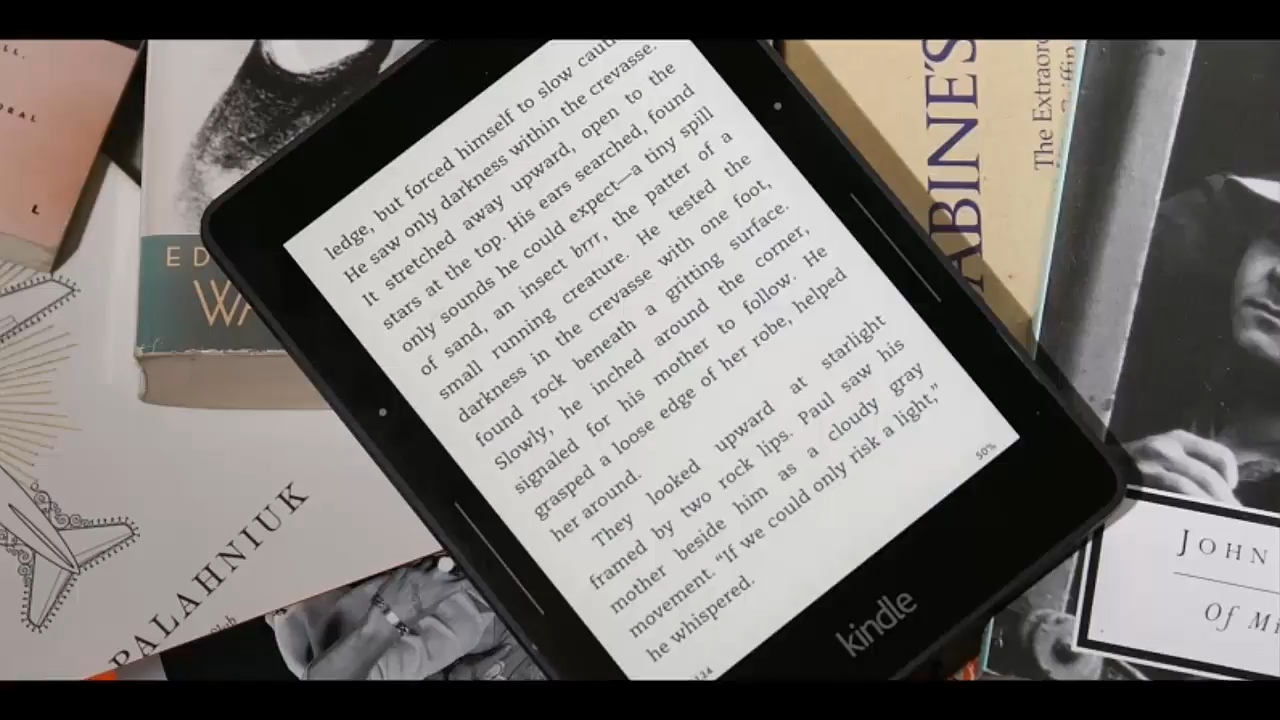 ledge, but forced himself to slow
He saw only darkness within the crevasse.
It stretched away upward, open to the
stars at the top. His ears searched, found
only sounds he could expect—a tiny spill
of sand, an insect brrr, the patter of a
small running creature. He tested the
darkness in the crevasse with one foot,
found rock beneath a gritting surface.
Slowly, he inched around the corner,
signaled for his mother to follow. He
grasped a loose edge of her robe, helped
her around.
They looked upward at starlight
framed by two rock lips. Paul saw his
mother beside him as a cloudy gray
movement. “If we could only risk a light,”
he whispered.
50%
kindle
PALAHNIUK
ABINE'S
The
Griffin
JOHN
Of